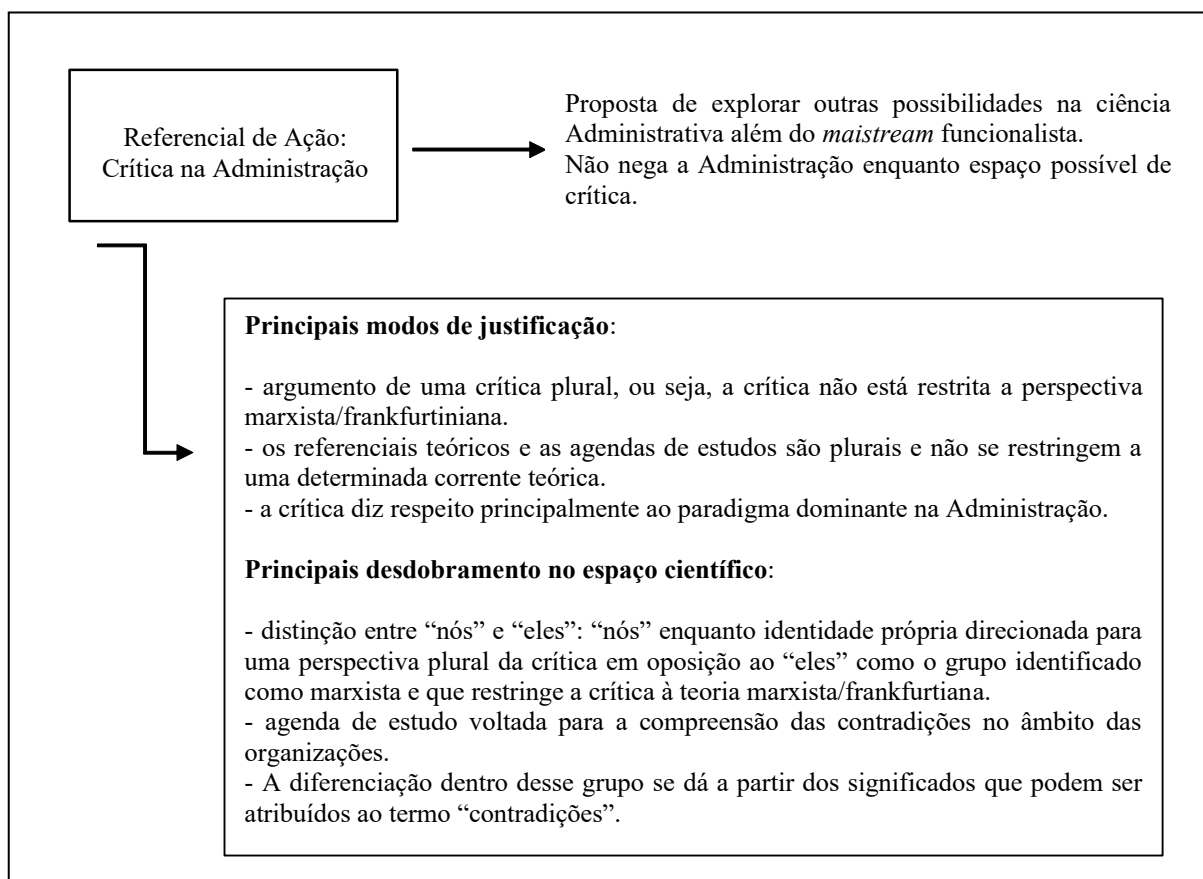 Referencial de Ação:
Crítica na Administração
Proposta de explorar outras possibilidades na ciência
Administrativa além do maistream funcionalista.
Não nega a Administração enquanto espaço possível de
crítica.
Principais modos de justificação:
- argumento de uma crítica plural, ou seja, a crítica não está restrita a perspectiva
marxista/frankfurtiniana.
- os referenciais teóricos e as agendas de estudos são plurais e não se restringem a
uma determinada corrente teórica.
- a crítica diz respeito principalmente ao paradigma dominante na Administração.
Principais desdobramento no espaço científico:
- distinção entre “nós” e “eles”: “nós” enquanto identidade própria direcionada para
uma perspectiva plural da crítica em oposição ao “eles” como o grupo identificado
como marxista e que restringe a crítica à teoria marxista/frankfurtiana.
- agenda de estudo voltada para a compreensão das contradições no âmbito das
organizações.
- A diferenciação dentro desse grupo se dá a partir dos significados que podem ser
atribuídos ao termo “contradições”.